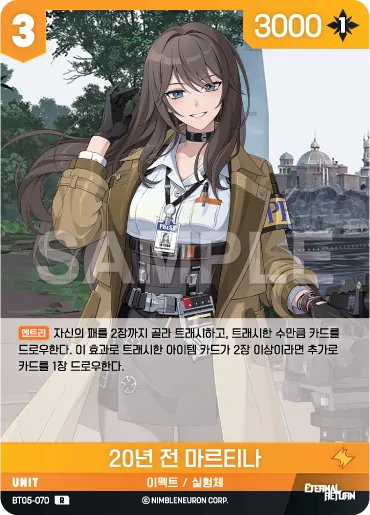 3
3000 1
PRESS
SAMPLE
엔트리 자신의 패를 2장까지 골라 트래시하고, 트래시한 수만큼 카드를
드로우한다. 이 효과로 트래시한 아이템 카드가 2장 이상이라면 추가로
카드를 1장 드로우한다.
20년 전 마르티나
UNIT
이팩트 / 실험체
BT05-070 R
ⓒ NIMBLENEURON CORP.
ETERNAL
RETURN